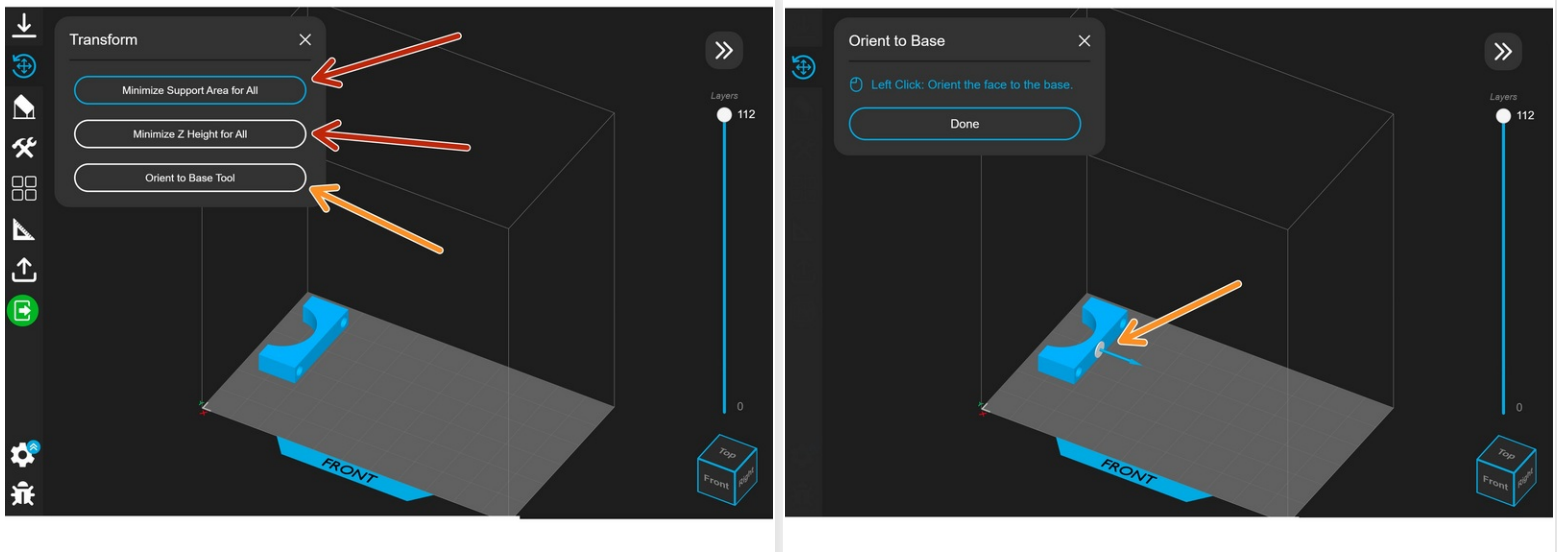 Transform
Minimize Support Area for All
Minimize Z Height for All
Orient to Base Tool
Layers
112
0
FRONT
Top
Front
Right
Orient to Base
Left Click: Orient the face to the base.
Done
Layers
112
0
FRONT
Top
Front
Right